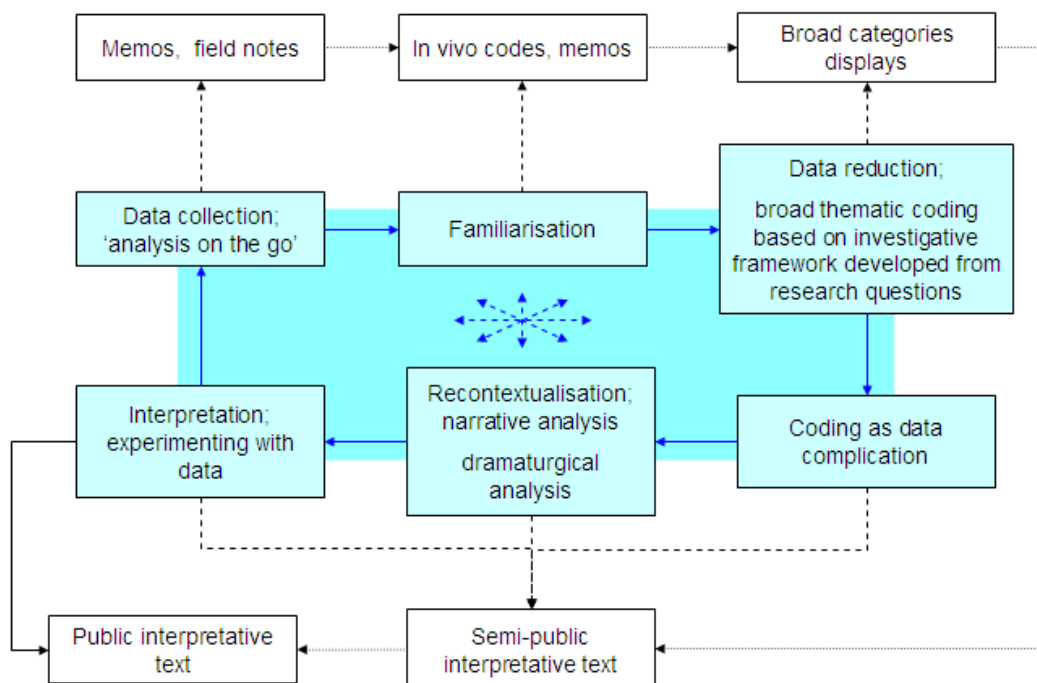 Memos, field notes
In vivo codes, memos
Broad categories
displays
Data collection;
‘analysis on the go’
Familiarisation
Data reduction;
broad thematic coding
based on investigative
framework developed from
research questions
Interpretation;
experimenting with
data
Recontextualisation;
narrative analysis
dramaturgical
analysis
Coding as data
complication
Public interpretative
text
Semi-public
interpretative text